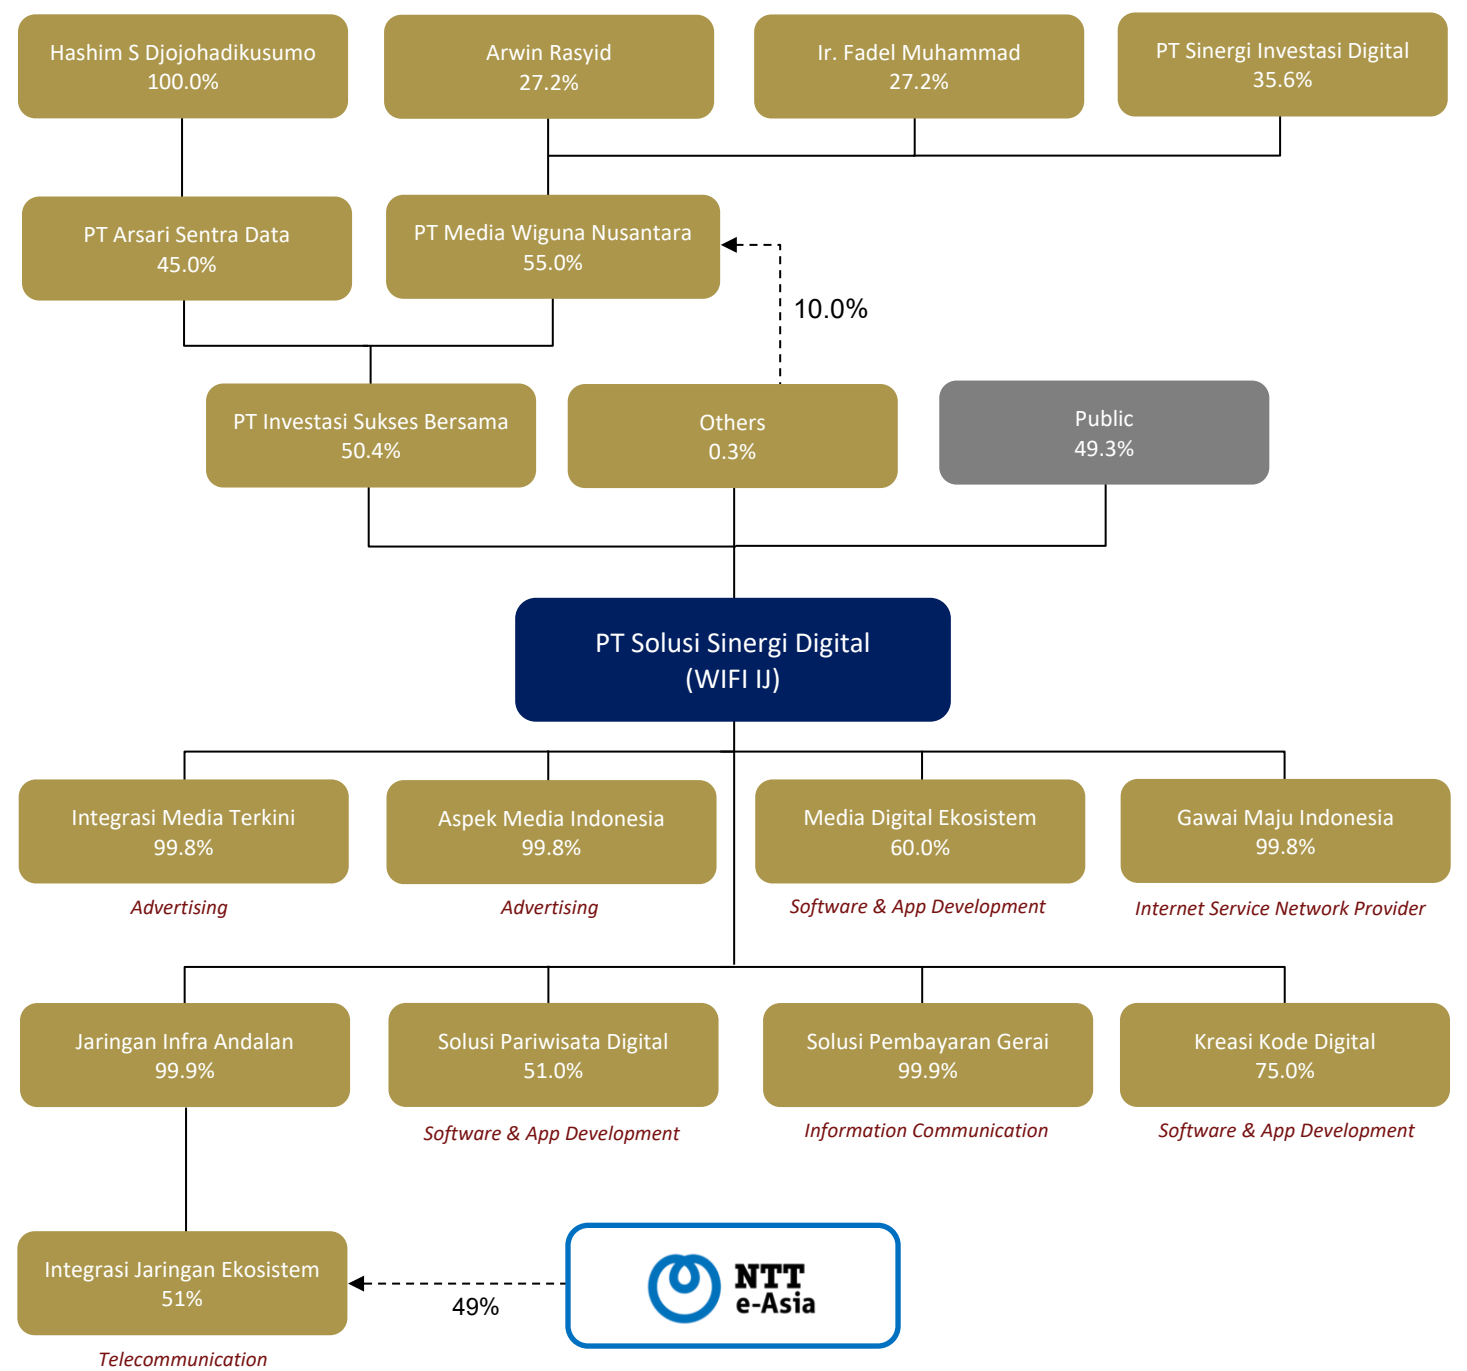 Hashim S Djojohadikusumo
100.0%
Arwin Rasyid
27.2%
Ir. Fadel Muhammad
27.2%
PT Sinergi Investasi Digital
35.6%
PT Arsari Sentra Data
45.0%
PT Media Wiguna Nusantara
55.0%
10.0%
PT Investasi Sukses Bersama
50.4%
Others
0.3%
Public
49.3%
PT Solusi Sinergi Digital
(WIFI IJ)
Integrasi Media Terkini
99.8%
Advertising
Aspek Media Indonesia
99.8%
Advertising
Media Digital Ekosistem
60.0%
Software & App Development
Gawai Maju Indonesia
99.8%
Internet Service Network Provider
Jaringan Infra Andalan
99.9%
Solusi Pariwisata Digital
51.0%
Software & App Development
Solusi Pembayaran Gerai
99.9%
Information Communication
Kreasi Kode Digital
75.0%
Software & App Development
Integrasi Jaringan Ekosistem
51%
Telecommunication
49%
NTT
e-Asia